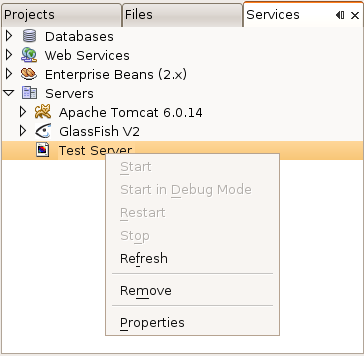 Projects Files Services
Databases
Web Services
Enterprise Beans (2.x)
Servers
Apache Tomcat 6.0.14
GlassFish V2
Test Server
Start
Start in Debug Mode
Restart
Stop
Refresh
Remove
Properties